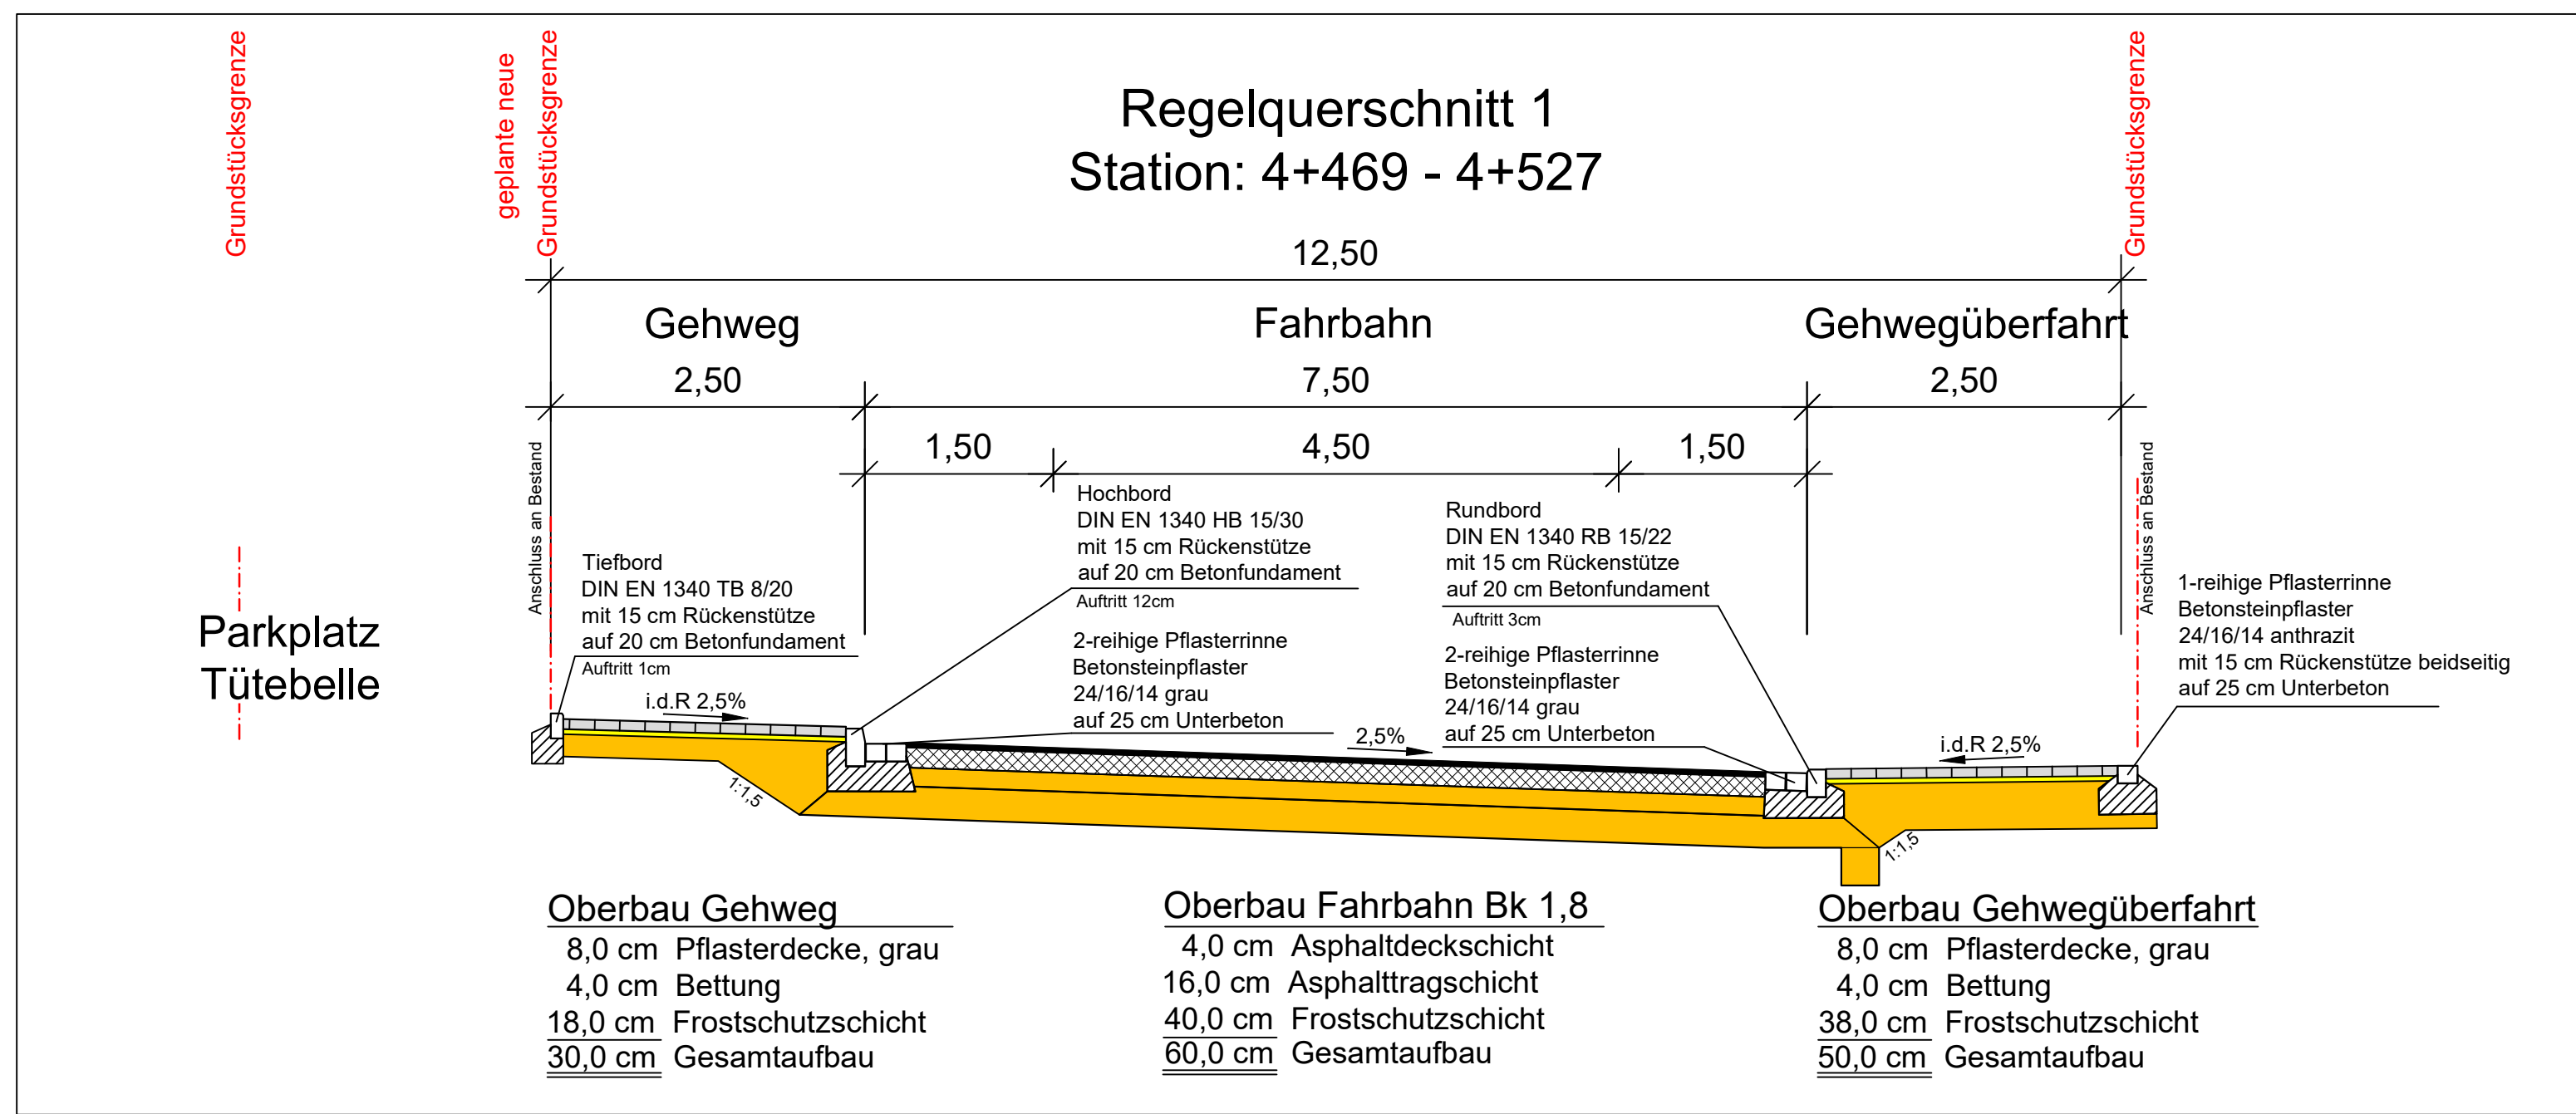 Grundstücksgrenze
geplante neue
Grundstücksgrenze
Grundstücksgrenze
Regelquerschnitt 1
Station: 4+469 - 4+527
12,50
Gehweg
Fahrbahn
Gehwegüberfahrt
2,50
7,50
2,50
1,50
4,50
1,50
Anschluss an Bestand
Anschluss an Bestand
Parkplatz
Tütebelle
Tiefbord
DIN EN 1340 TB 8/20
mit 15 cm Rückenstütze
auf 20 cm Betonfundament
Auftritt 1cm
Hochbord
DIN EN 1340 HB 15/30
mit 15 cm Rückenstütze
auf 20 cm Betonfundament
Auftritt 12cm
2-reihige Pflasterrinne
Betonsteinpflaster
24/16/14 grau
auf 25 cm Unterbeton
Rundbord
DIN EN 1340 RB 15/22
mit 15 cm Rückenstütze
auf 20 cm Betonfundament
Auftritt 3cm
2-reihige Pflasterrinne
Betonsteinpflaster
24/16/14 grau
auf 25 cm Unterbeton
1-reihige Pflasterrinne
Betonsteinpflaster
24/16/14 anthrazit
mit 15 cm Rückenstütze beidseitig
auf 25 cm Unterbeton
i.d.R 2,5%
2,5%
i.d.R 2,5%
1:1,5
1:1,5
Oberbau Gehweg
8,0 cm Pflasterdecke, grau
4,0 cm Bettung
18,0 cm Frostschutzschicht
30,0 cm Gesamtaufbau
Oberbau Fahrbahn Bk 1,8
4,0 cm Asphaltdeckschicht
16,0 cm Asphalttragschicht
40,0 cm Frostschutzschicht
60,0 cm Gesamtaufbau
Oberbau Gehwegüberfahrt
8,0 cm Pflasterdecke, grau
4,0 cm Bettung
38,0 cm Frostschutzschicht
50,0 cm Gesamtaufbau